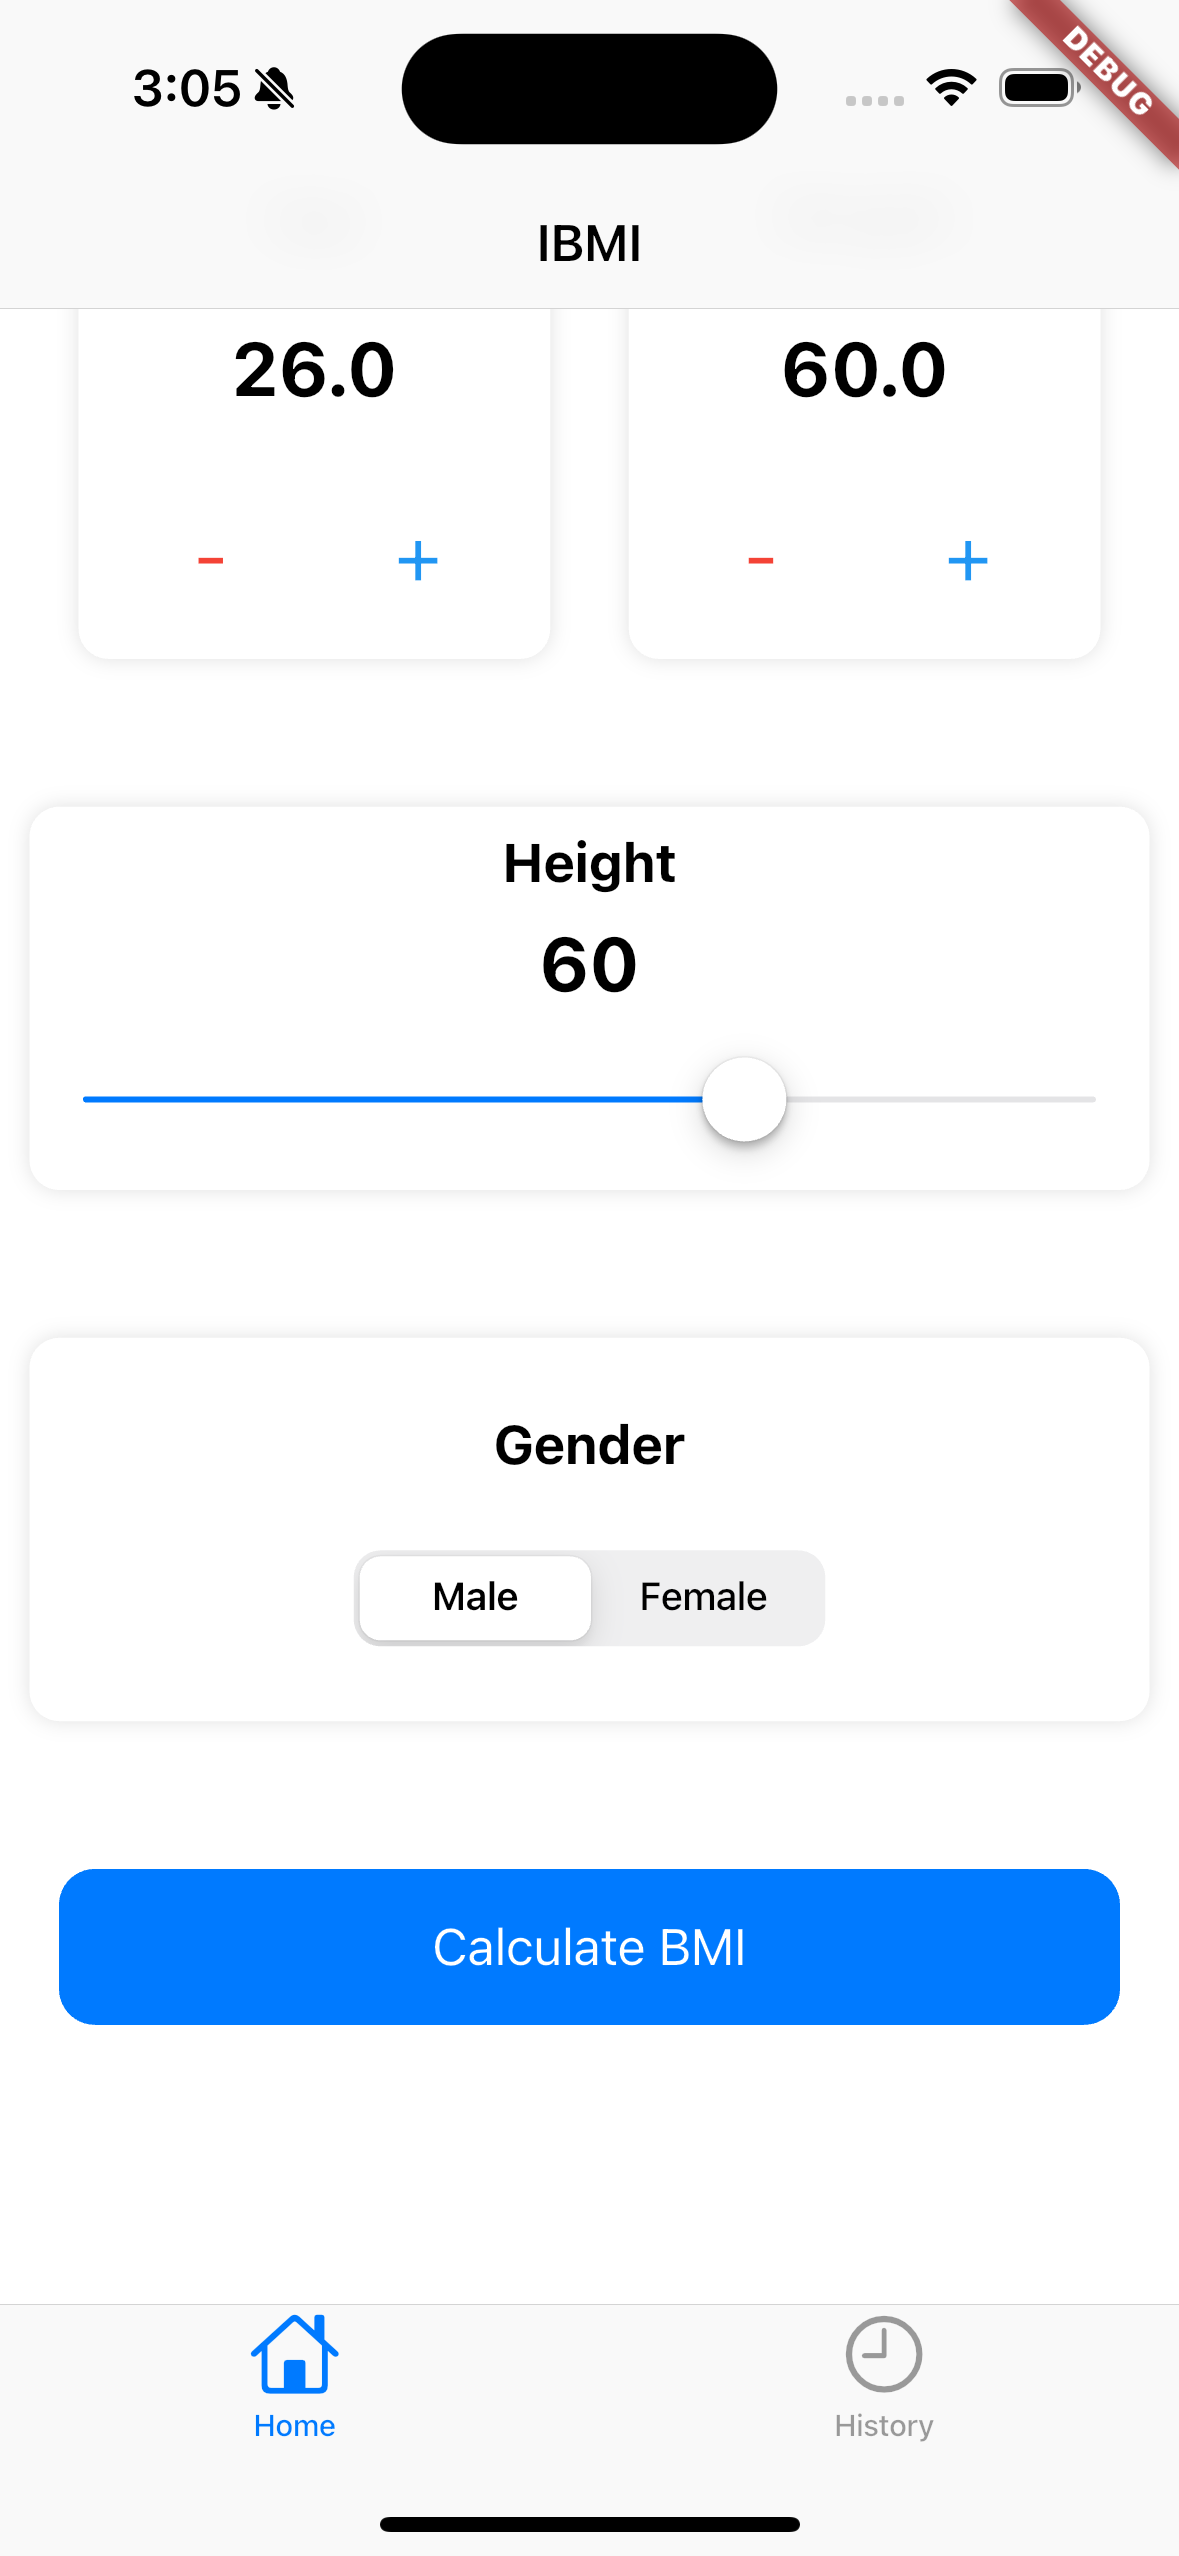 3:05
DEBUG
IBMI
26.0 60.0
- + - +
Height
60
Gender
Male Female
Calculate BMI
Home History